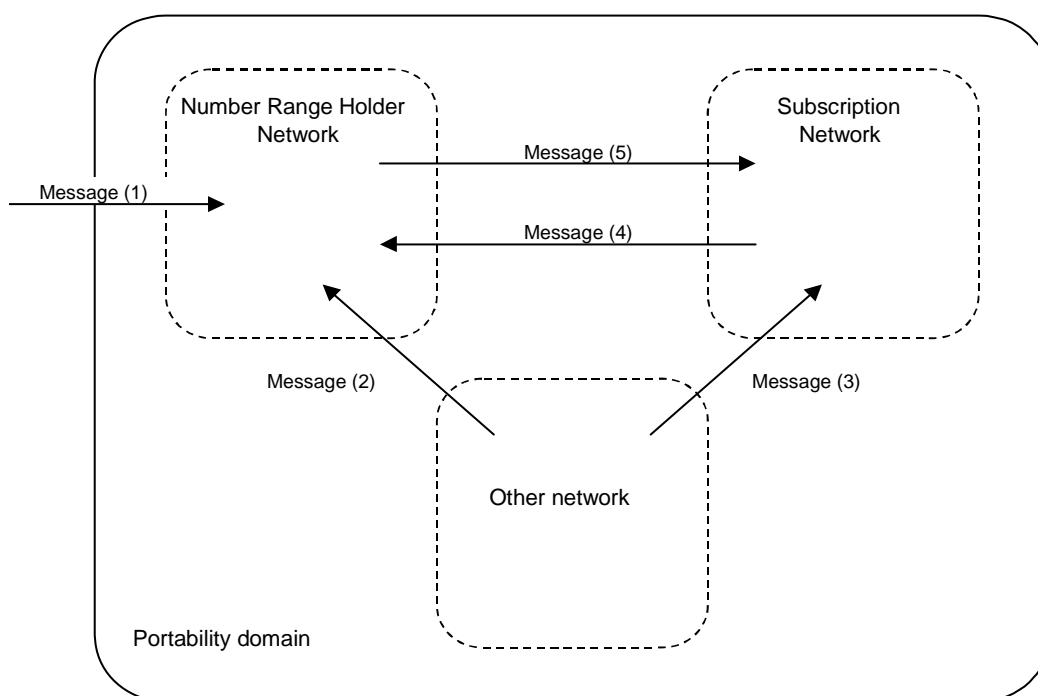 Number Range Holder
Network
Subscription
Network
Message (5)
Message (1)
Message (4)
Message (2)
Message (3)
Other network
Portability domain